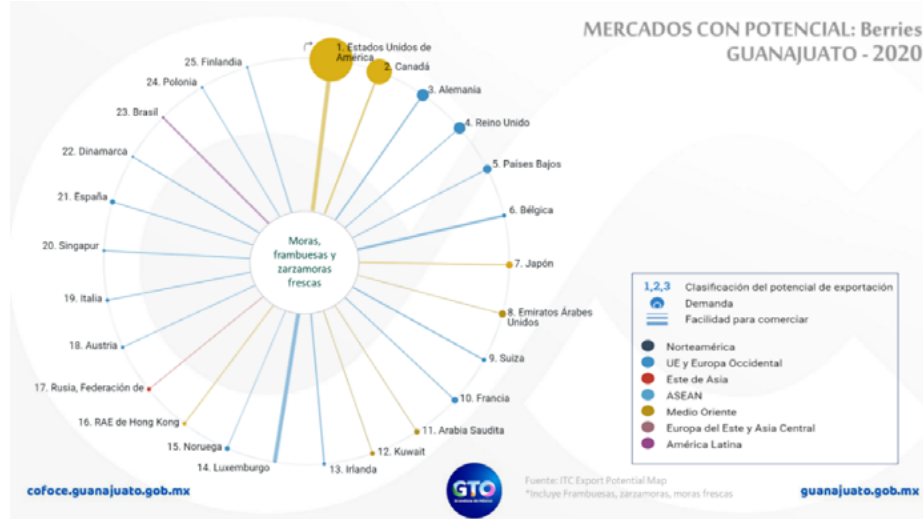 MERCADOS CON POTENCIAL: Berries
GUANAJUATO - 2020
1. Estados Unidos de
América
2. Canadá
3. Alemania
4. Reino Unido
5. Países Bajos
6. Bélgica
7. Japón
8. Emiratos Árabes
Unidos
9. Suiza
10. Francia
11. Arabia Saudita
12. Kuwait
13. Irlanda
14. Luxemburgo
15. Noruega
16. RAE de Hong Kong
17. Rusia, Federación de
18. Austria
19. Italia
20. Singapur
21. España
22. Dinamarca
23. Brasil
24. Polonia
25. Finlandia
Moras,
frambuesas y
zarzamoras
frescas
1,2,3 Clasificación del potencial de exportación
Demanda
Facilidad para comerciar
Norteamérica
UE y Europa Occidental
Este de Asia
ASEAN
Medio Oriente
Europa del Este y Asia Central
América Latina
cofoce.guanajuato.gob.mx
GTO
Fuente: ITC Export Potential Map
*Incluye Frambuesas, zarzamoras, moras frescas
guanajuato.gob.mx